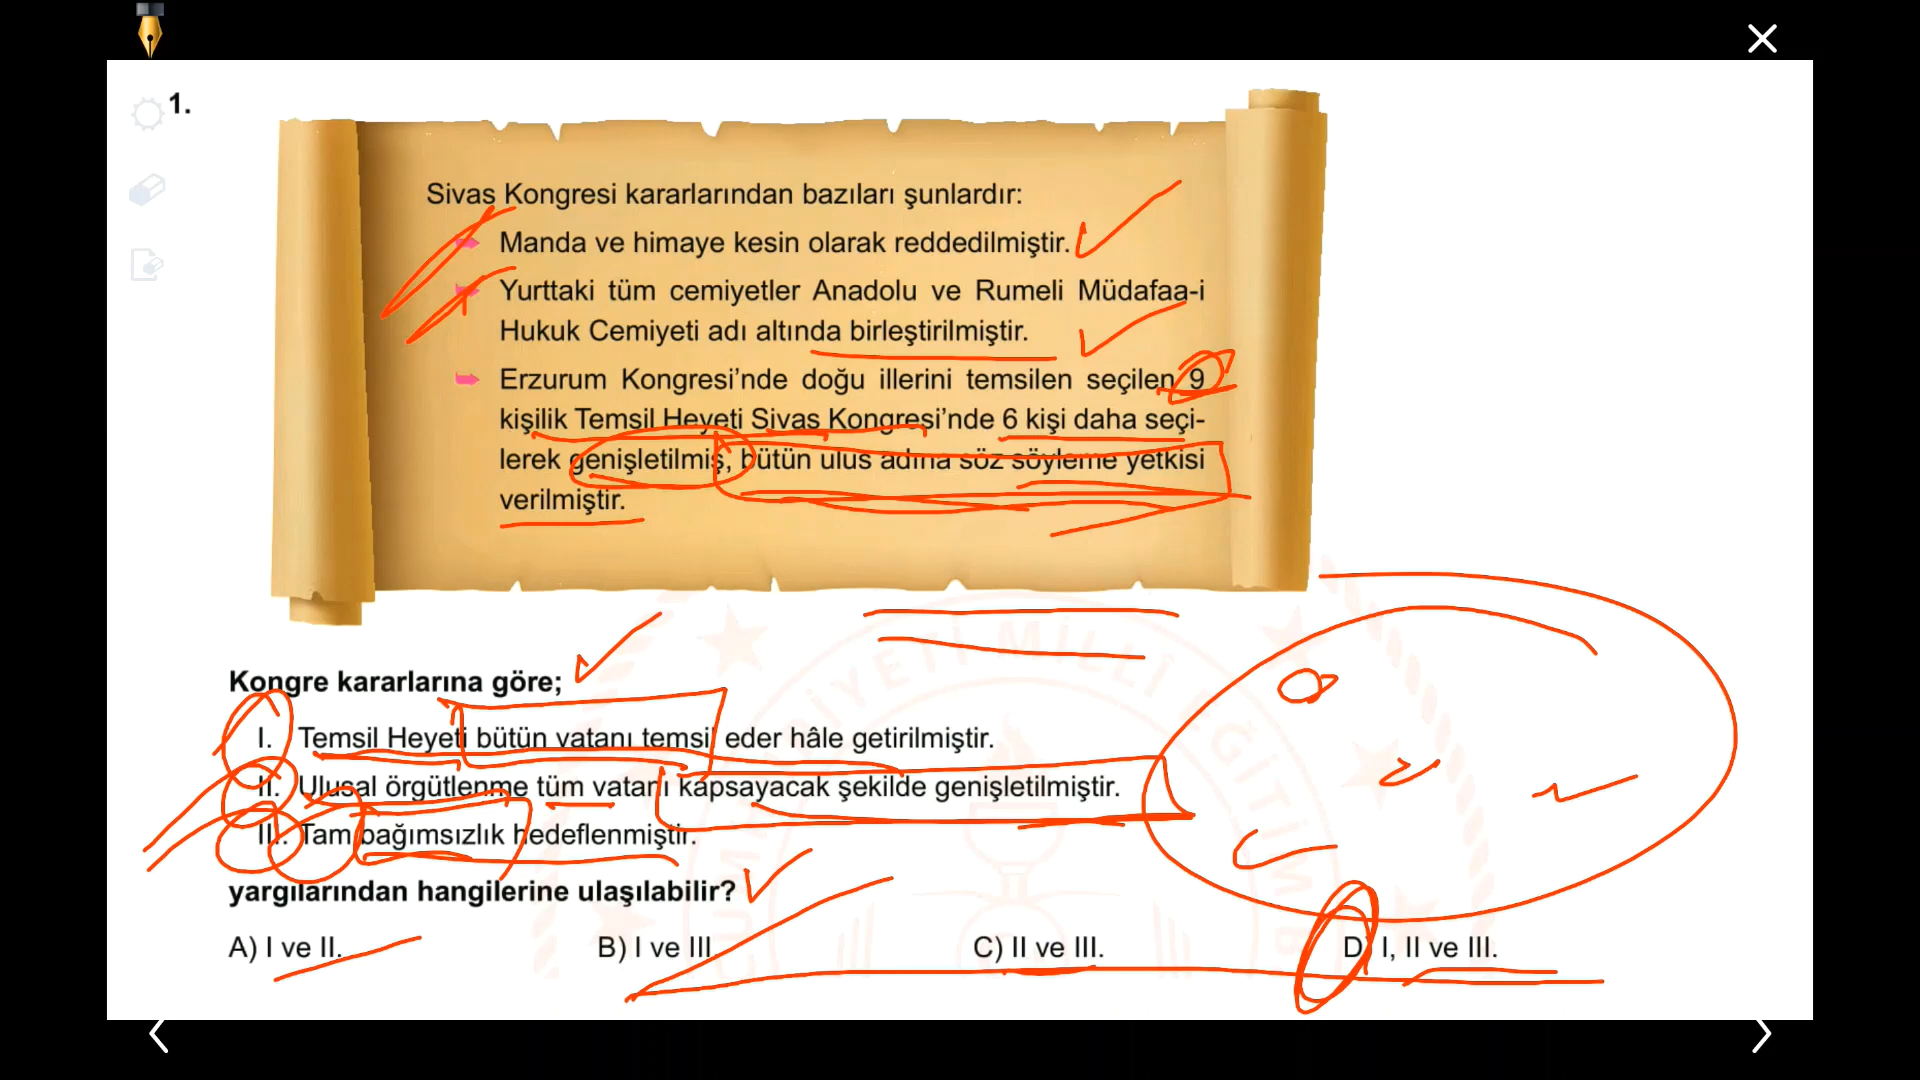 1.
Sivas Kongresi kararlarından bazıları şunlardır:
Manda ve himaye kesin olarak reddedilmiştir.
Yurttaki tüm cemiyetler Anadolu ve Rumeli Müdafaa-i
Hukuk Cemiyeti adı altında birleştirilmiştir.
Erzurum Kongresi'nde doğu illerini temsilen seçilen 9
kişilik Temsil Heyeti Sivas Kongresi'nde 6 kişi daha seçi-
lerek genişletilmiş, bütün ulus adına söz söyleme yetkisi
verilmiştir.
Kongre kararlarına göre;
I. Temsil Heyeti bütün vatanı temsil eder hâle getirilmiştir.
II. Ulusal örgütlenme tüm vatanı kapsayacak şekilde genişletilmiştir.
III. Tam bağımsızlık hedeflenmiştir.
yargılarından hangilerine ulaşılabilir?
A) I ve II. B) I ve III. C) II ve III. D) I, II ve III.